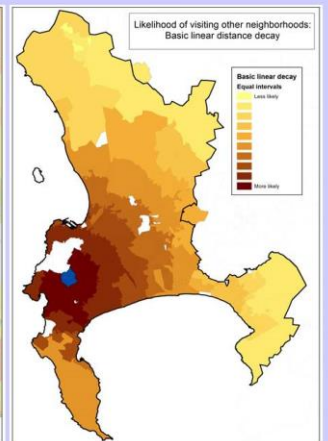 Likelihood of visiting other neighborhoods:
Basic linear distance decay
Basic linear decay
Equal intervals
Less likely
More likely